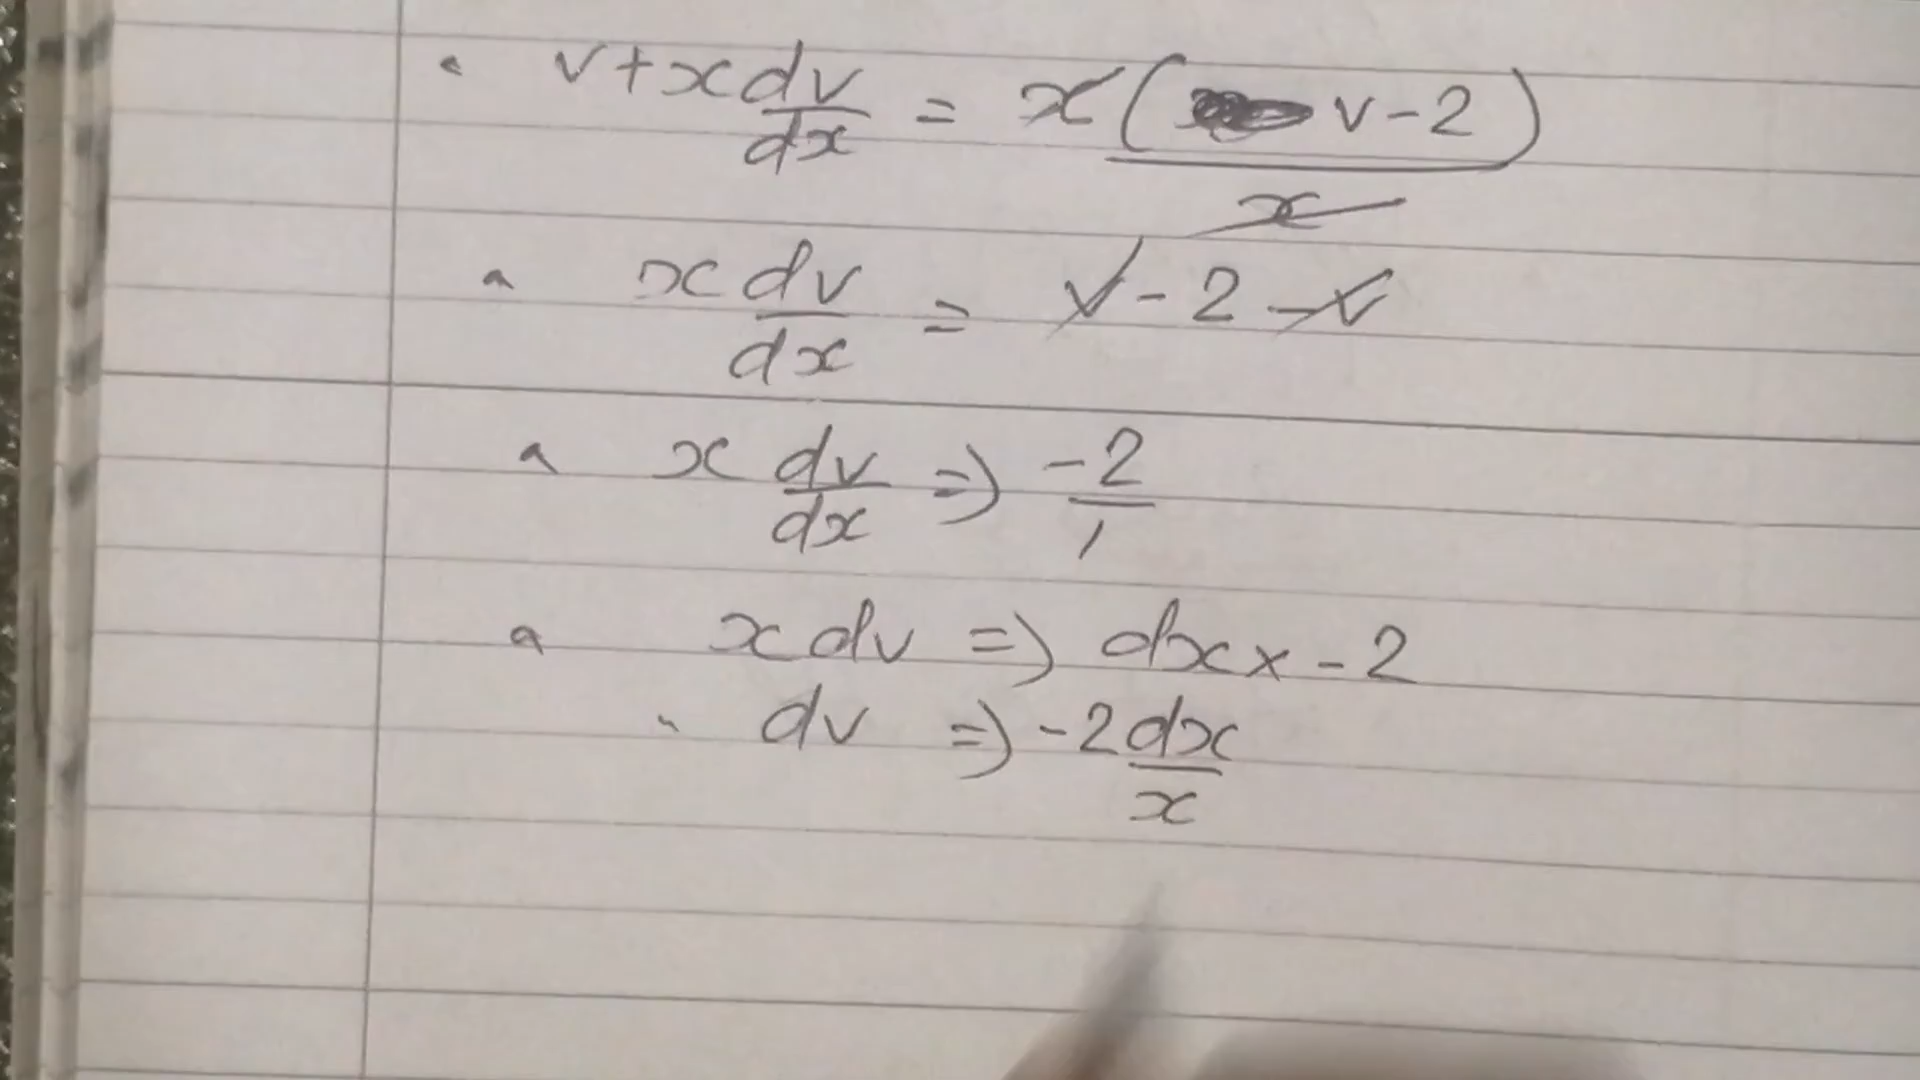 v + x dv/dx = x(v - 2)/x
x dv/dx = v - 2 - v
x dv/dx => -2/1
x dv => dx x - 2
dv => -2 dx/x